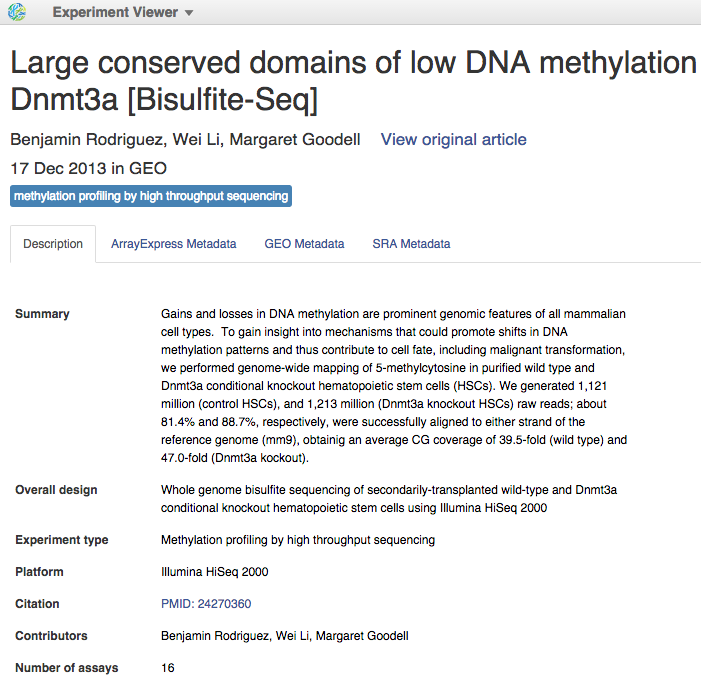 Experiment Viewer
Large conserved domains of low DNA methylation
Dnmt3a [Bisulfite-Seq]
Benjamin Rodriguez, Wei Li, Margaret Goodell View original article
17 Dec 2013 in GEO
methylation profiling by high throughput sequencing
Description ArrayExpress Metadata GEO Metadata SRA Metadata
Summary Gains and losses in DNA methylation are prominent genomic features of all mammalian
cell types. To gain insight into mechanisms that could promote shifts in DNA
methylation patterns and thus contribute to cell fate, including malignant transformation,
we performed genome-wide mapping of 5-methylcytosine in purified wild type and
Dnmt3a conditional knockout hematopoietic stem cells (HSCs). We generated 1,121
million (control HSCs), and 1,213 million (Dnmt3a knockout HSCs) raw reads; about
81.4% and 88.7%, respectively, were successfully aligned to either strand of the
reference genome (mm9), obtainig an average CG coverage of 39.5-fold (wild type) and
47.0-fold (Dnmt3a kockout).
Overall design Whole genome bisulfite sequencing of secondarily-transplanted wild-type and Dnmt3a
conditional knockout hematopoietic stem cells using Illumina HiSeq 2000
Experiment type Methylation profiling by high throughput sequencing
Platform Illumina HiSeq 2000
Citation PMID: 24270360
Contributors Benjamin Rodriguez, Wei Li, Margaret Goodell
Number of assays 16